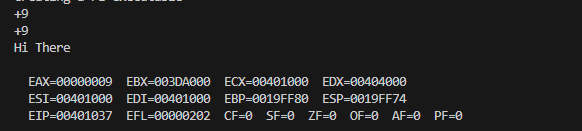 +9
+9
Hi There
EAX=00000009 EBX=003DA000 ECX=00401000 EDX=00404000
ESI=00401000 EDI=00401000 EBP=0019FF80 ESP=0019FF74
EIP=00401037 EFL=00000202 CF=0 SF=0 ZF=0 OF=0 AF=0 PF=0